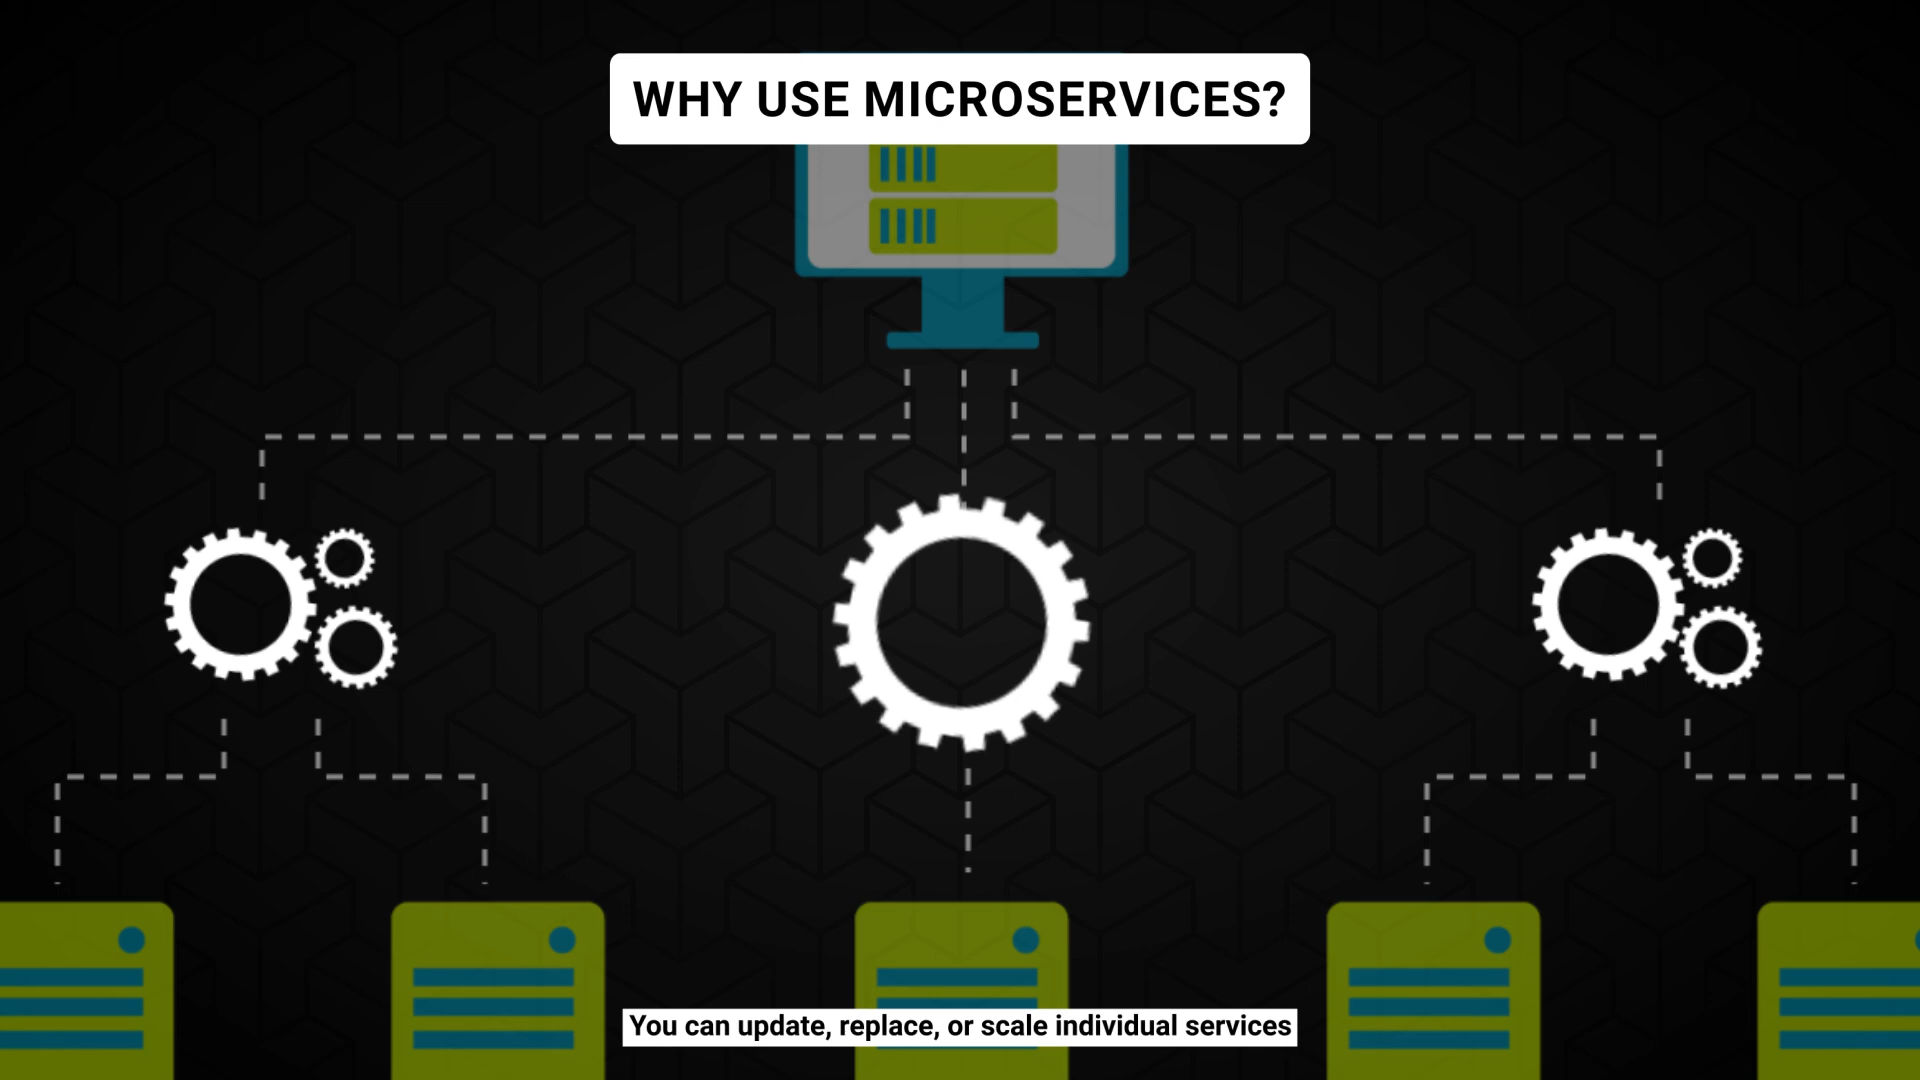 WHY USE MICROSERVICES?
You can update, replace, or scale individual services